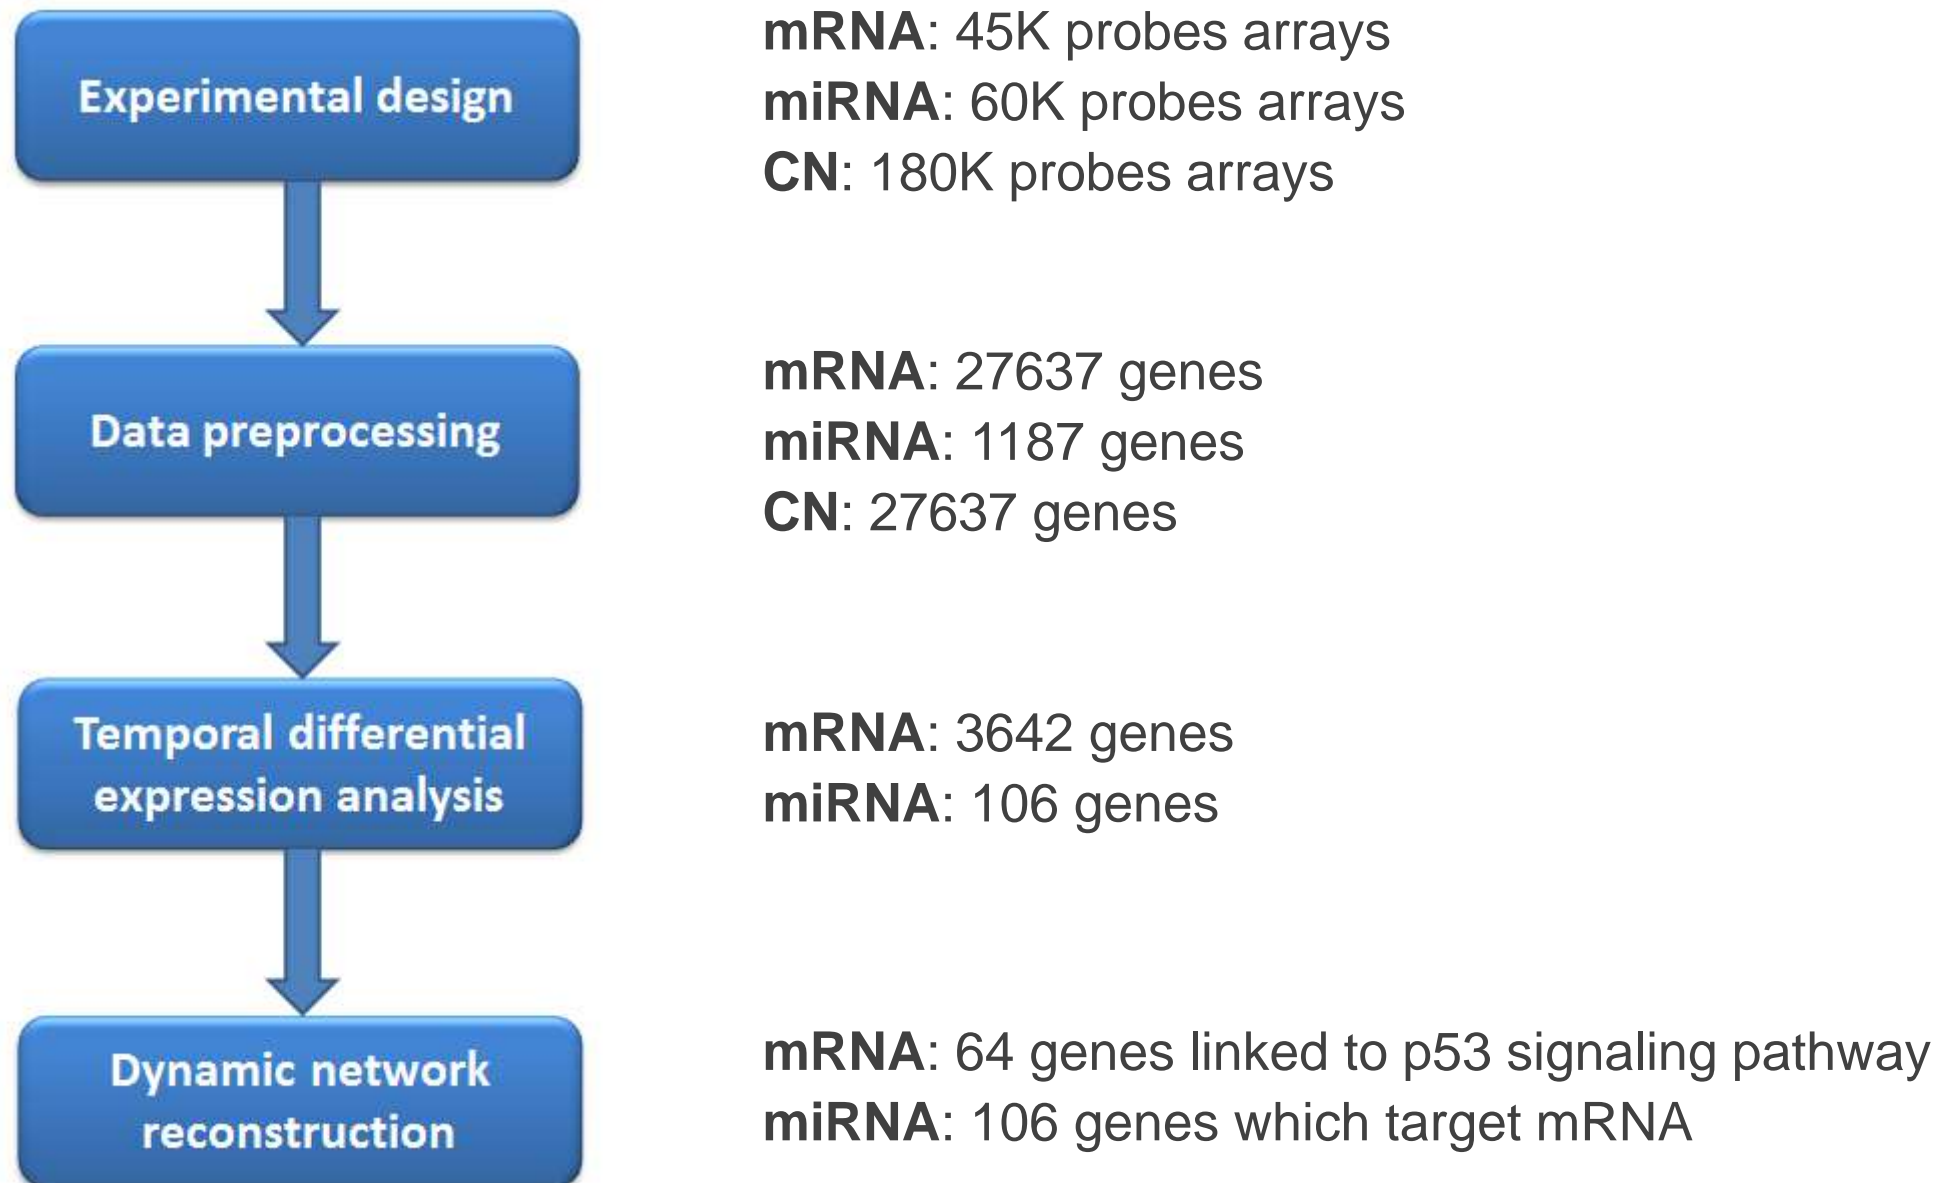 Experimental design
mRNA: 45K probes arrays
miRNA: 60K probes arrays
CN: 180K probes arrays
Data preprocessing
mRNA: 27637 genes
miRNA: 1187 genes
CN: 27637 genes
Temporal differential
expression analysis
mRNA: 3642 genes
miRNA: 106 genes
Dynamic network
reconstruction
mRNA: 64 genes linked to p53 signaling pathway
miRNA: 106 genes which target mRNA